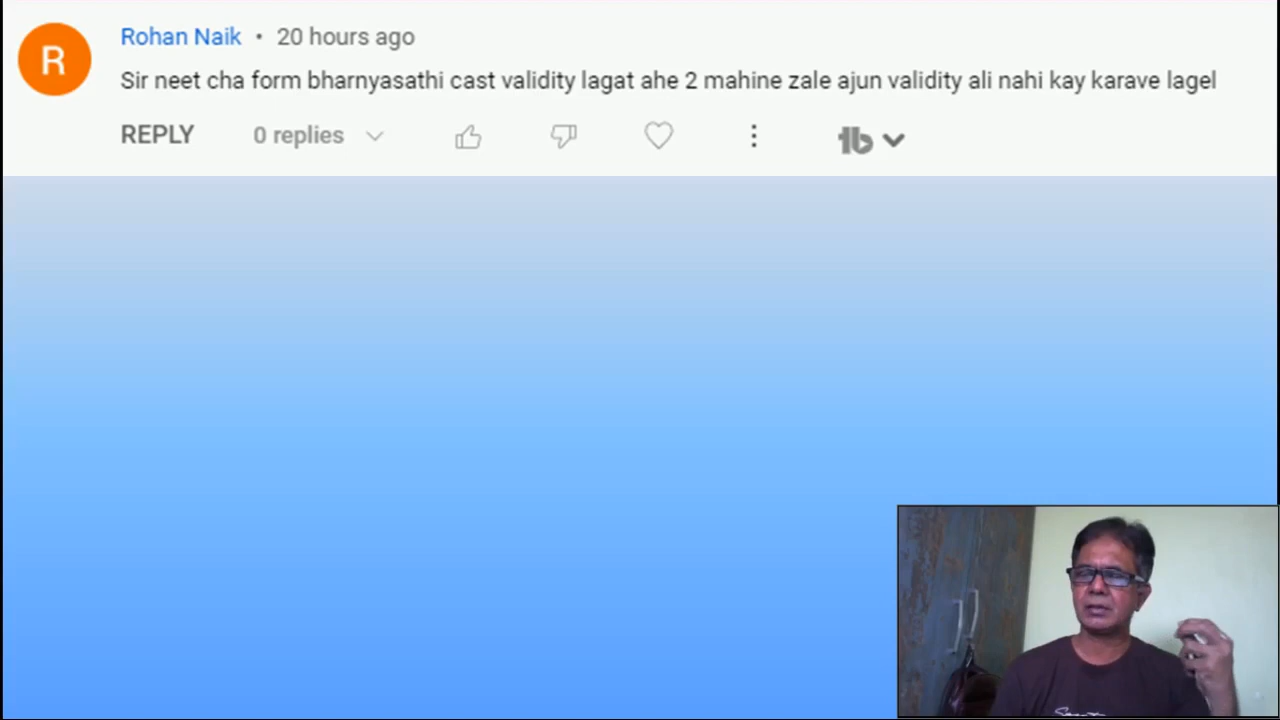 R
Rohan Naik • 20 hours ago
Sir neet cha form bharnyasathi cast validity lagat ahe 2 mahine zale ajun validity ali nahi kay karave lagel
REPLY 0 replies